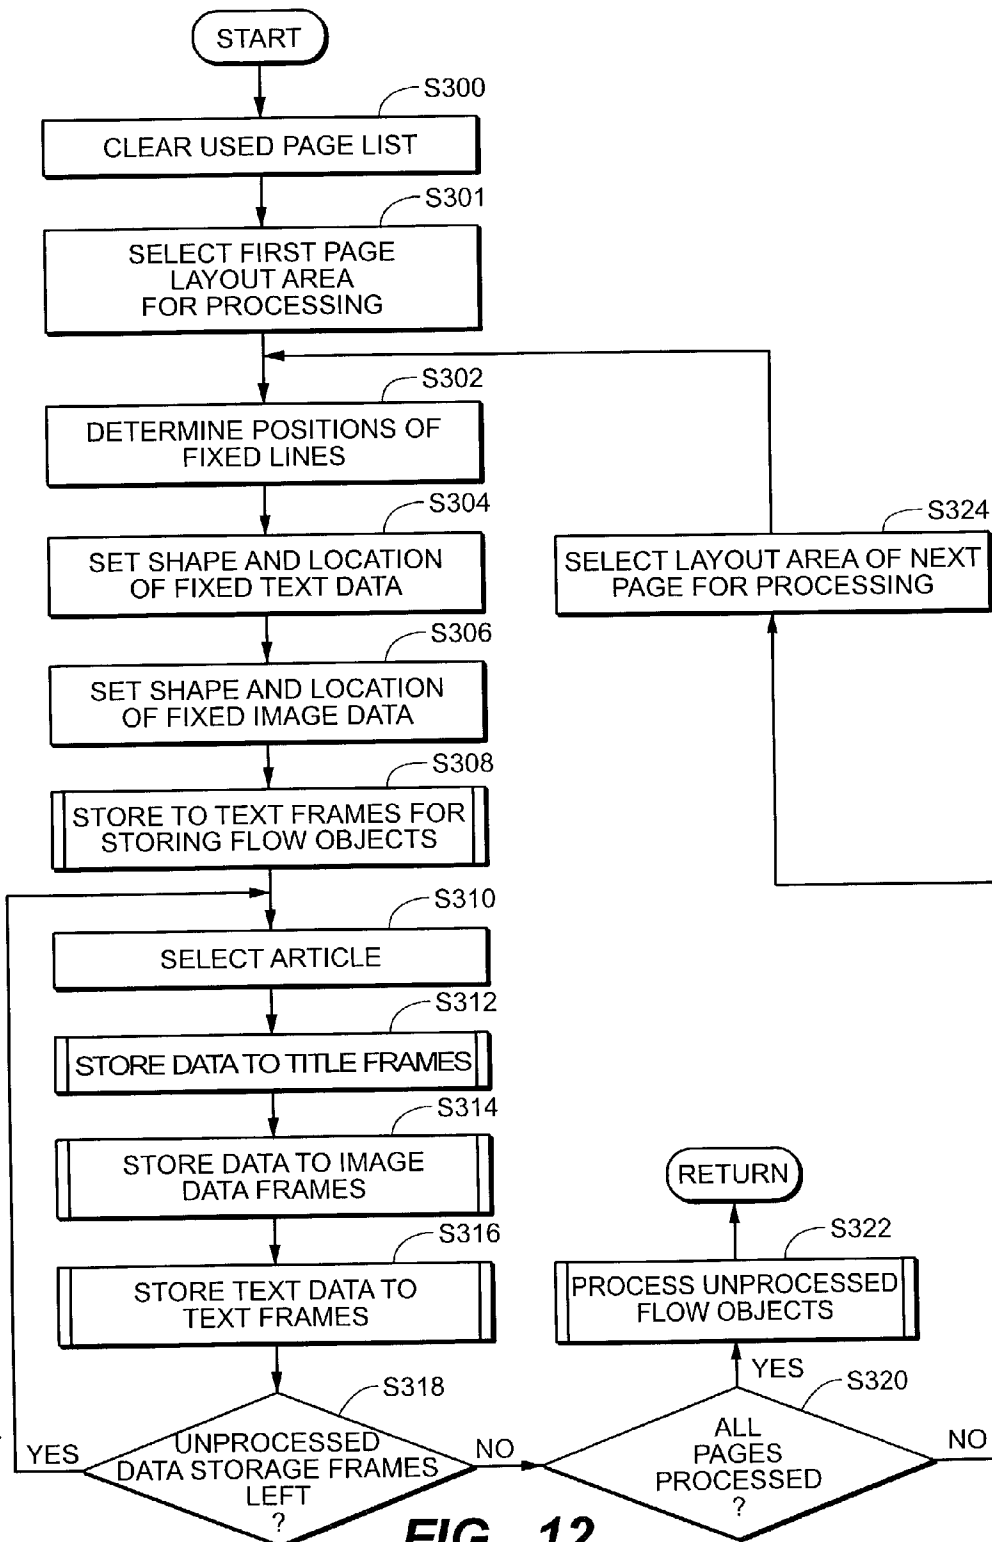 START
S300
CLEAR USED PAGE LIST
S301
SELECT FIRST PAGE
LAYOUT AREA
FOR PROCESSING
S302
DETERMINE POSITIONS OF
FIXED LINES
S304
SET SHAPE AND LOCATION
OF FIXED TEXT DATA
S306
SET SHAPE AND LOCATION
OF FIXED IMAGE DATA
S308
STORE TO TEXT FRAMES FOR
STORING FLOW OBJECTS
S310
SELECT ARTICLE
S312
STORE DATA TO TITLE FRAMES
S314
STORE DATA TO IMAGE
DATA FRAMES
S316
STORE TEXT DATA TO
TEXT FRAMES
S318
UNPROCESSED
DATA STORAGE FRAMES
LEFT
?
YES
NO
S320
ALL
PAGES
PROCESSED
?
YES
NO
S322
PROCESS UNPROCESSED
FLOW OBJECTS
RETURN
S324
SELECT LAYOUT AREA OF NEXT
PAGE FOR PROCESSING
FIG. 12